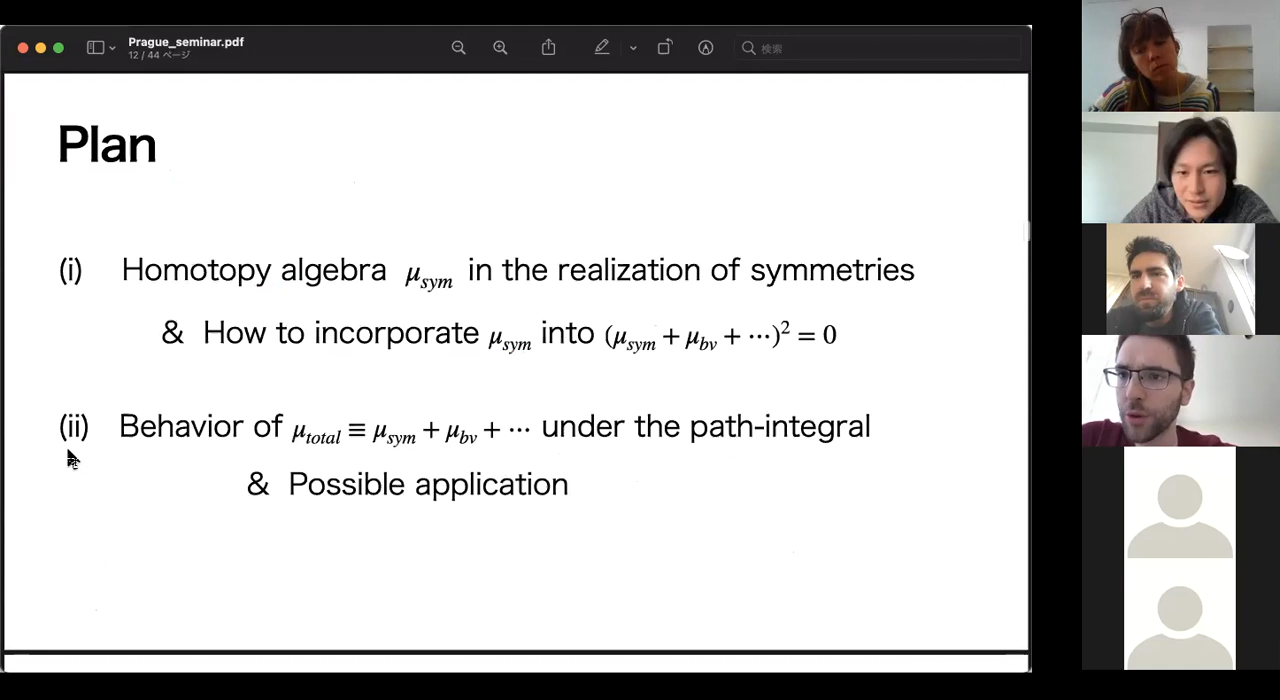 Prague_seminar.pdf
12 / 44 ページ
検索
Plan
(i) Homotopy algebra μ_sym in the realization of symmetries
& How to incorporate μ_sym into (μ_sym + μ_bv + ⋯)² = 0
(ii) Behavior of μ_total ≡ μ_sym + μ_bv + ⋯ under the path-integral
& Possible application